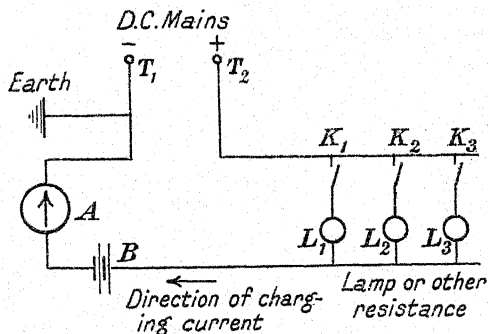 D.C. Mains
− +
T₁ T₂
Earth
K₁ K₂ K₃
A
L₁ L₂ L₃
B
Direction of charg-
ing current
Lamp or other
resistance